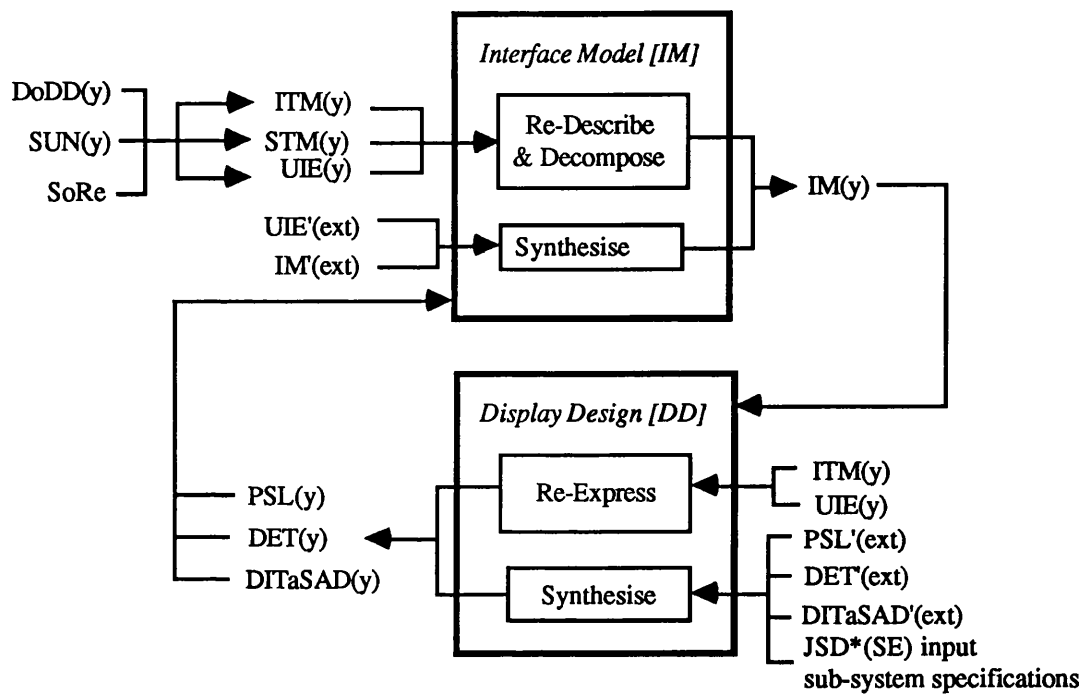 Interface Model [IM]
DoDD(y)
SUN(y)
SoRe
ITM(y)
STM(y)
UIE(y)
Re-Describe
& Decompose
IM(y)
UIE'(ext)
IM'(ext)
Synthesise
Display Design [DD]
Re-Express
ITM(y)
UIE(y)
PSL(y)
DET(y)
DITaSAD(y)
Synthesise
PSL'(ext)
DET'(ext)
DITaSAD'(ext)
JSD*(SE) input
sub-system specifications